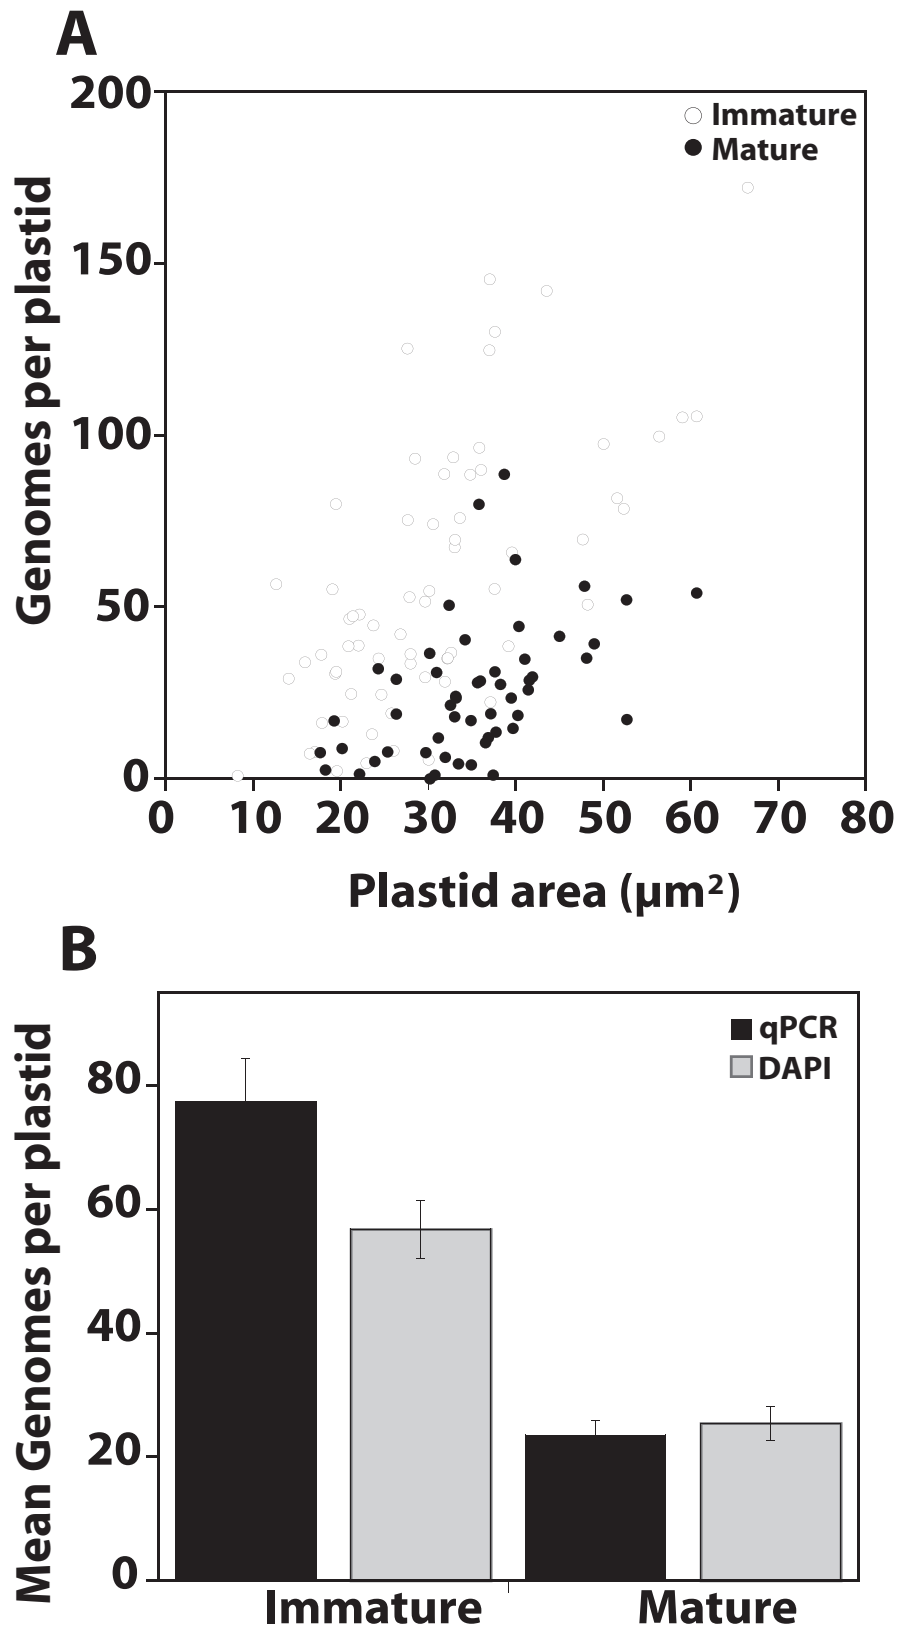 A
200
150
100
50
0
Genomes per plastid
Immature
Mature
0 10 20 30 40 50 60 70 80
Plastid area (µm²)
B
80
60
40
20
0
Mean Genomes per plastid
qPCR
DAPI
Immature Mature